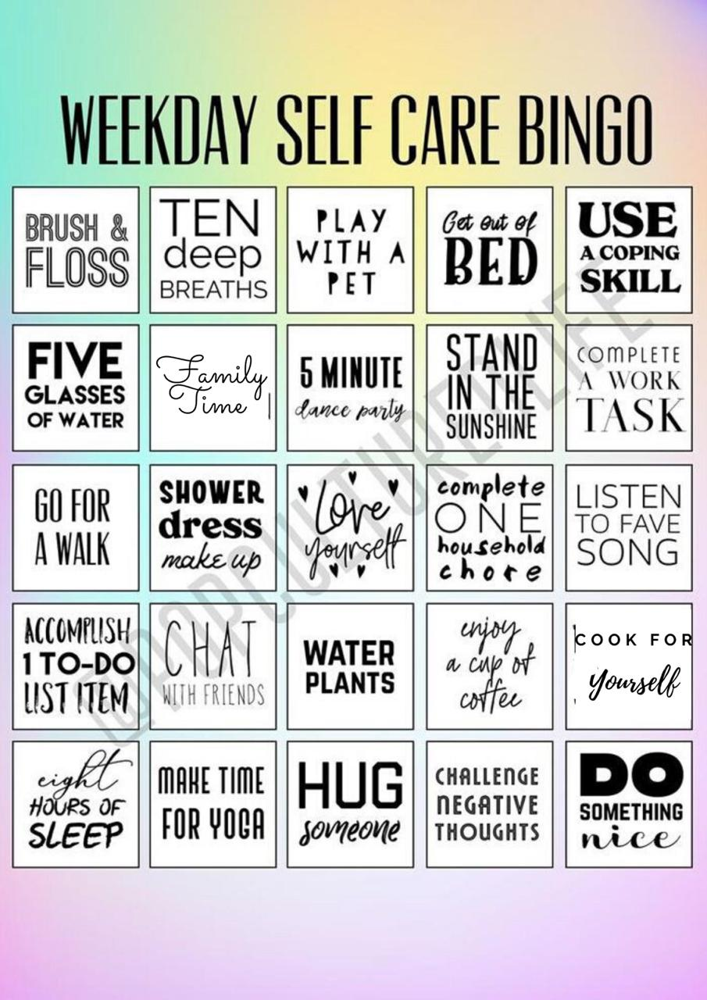 WEEKDAY SELF CARE BINGO
BRUSH &
FLOSS
TEN
deep
BREATHS
PLAY
WITH A
PET
Get out of
BED
USE
A COPING
SKILL
FIVE
GLASSES
OF WATER
Family
Time
5 MINUTE
dance party
STAND
IN THE
SUNSHINE
COMPLETE
A WORK
TASK
GO FOR
A WALK
SHOWER
dress
make up
Love
yourself
complete
ONE
household
chore
LISTEN
TO FAVE
SONG
ACCOMPLISH
1 TO-DO
LIST ITEM
CHAT
WITH FRIENDS
WATER
PLANTS
enjoy
a cup of
coffee
COOK FOR
Yourself
eight
HOURS OF
SLEEP
MAKE TIME
FOR YOGA
HUG
someone
CHALLENGE
NEGATIVE
THOUGHTS
DO
SOMETHING
nice
@POPCULTUREDLIFE